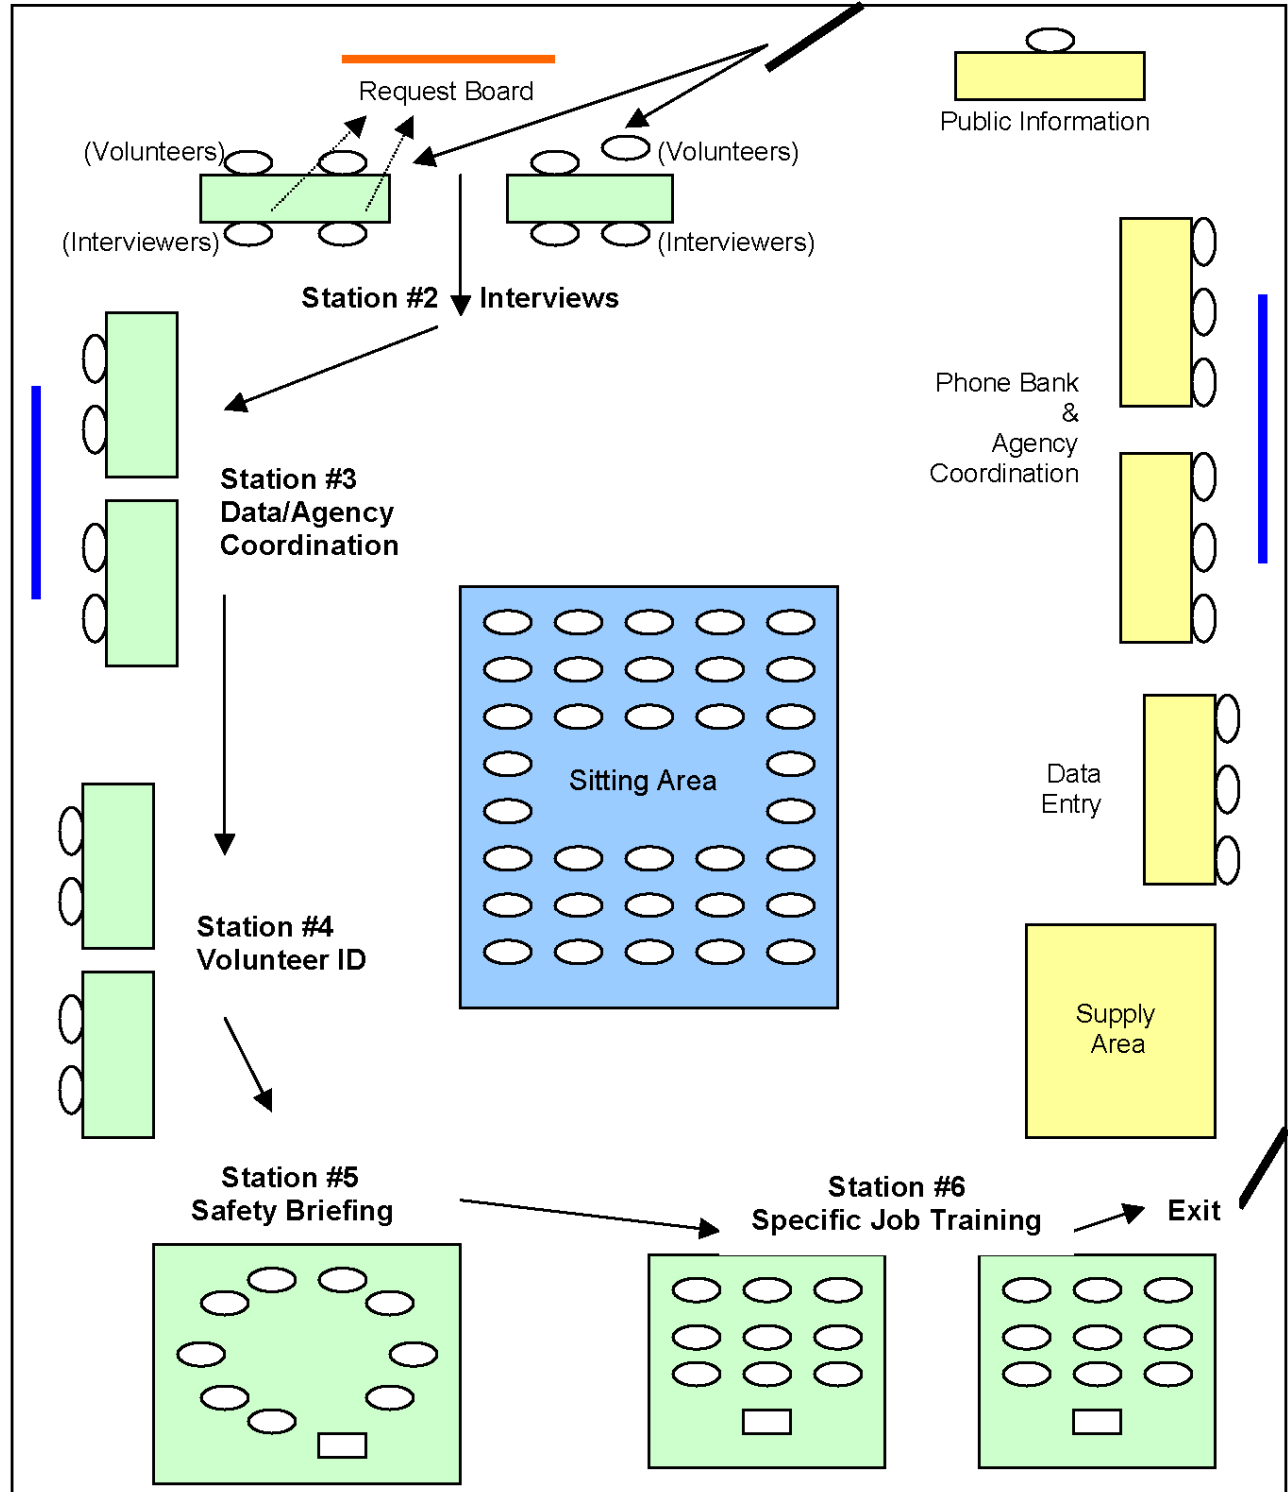 Request Board
Public Information
(Volunteers)
(Volunteers)
(Interviewers)
(Interviewers)
Station #2 Interviews
Phone Bank
&
Agency
Coordination
Station #3
Data/Agency
Coordination
Sitting Area
Data
Entry
Station #4
Volunteer ID
Supply
Area
Station #5
Safety Briefing
Station #6
Specific Job Training
Exit